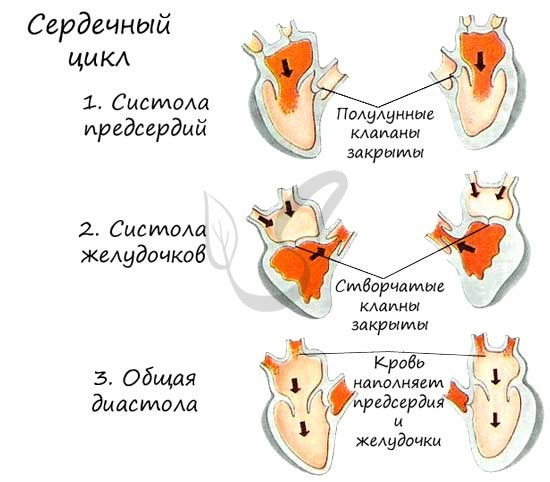 Сердечный
цикл
1. Систола
предсердий
Полулунные
клапаны
закрыты
2. Систола
желудочков
Створчатые
клапны
закрыты
3. Общая
диастола
Кровь
наполняет
предсердия
и
желудочки